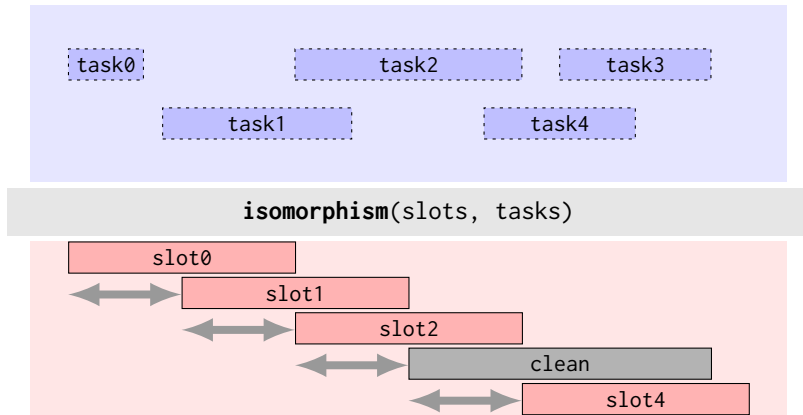 task0 task2 task3
task1 task4
isomorphism(slots, tasks)
slot0
slot1
slot2
clean
slot4